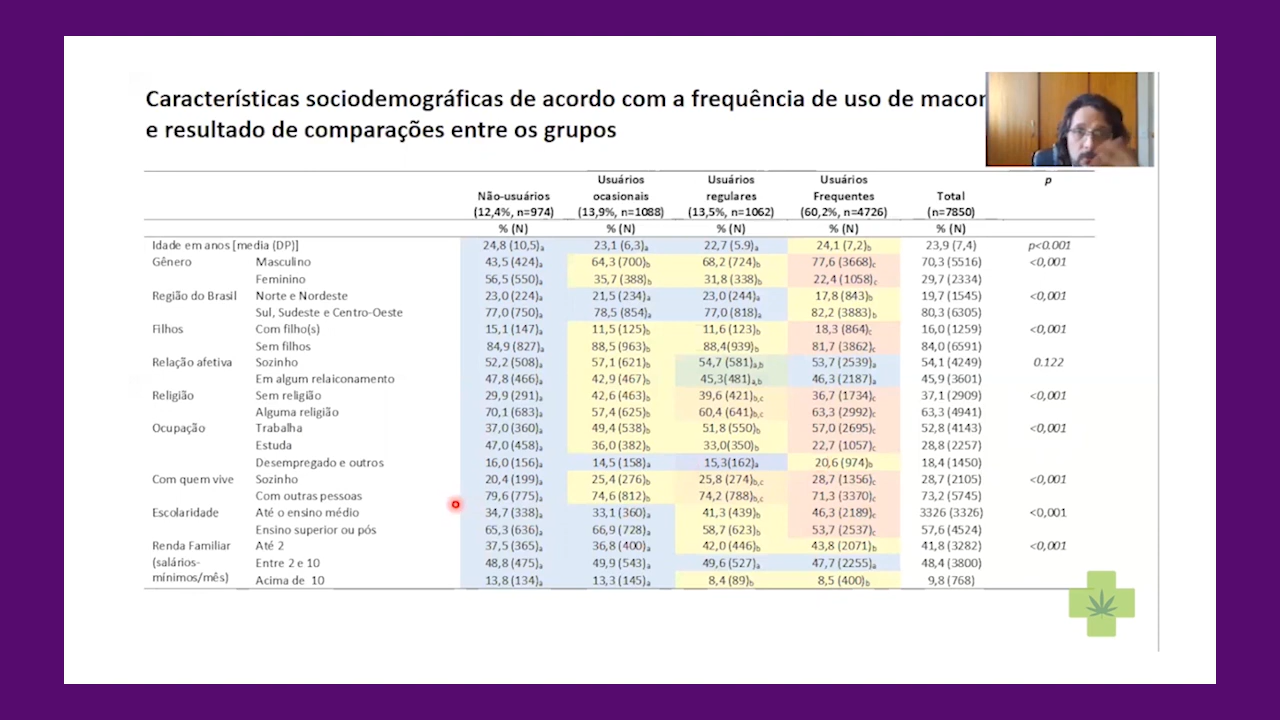 Características sociodemográficas de acordo com a frequência de uso de macon
e resultado de comparações entre os grupos
Não-usuários (12,4%, n=974) Usuários ocasionais (13,9%, n=1088) Usuários regulares (13,5%, n=1062) Usuários Frequentes (60,2%, n=4726) Total (n=7850) p
% (N) % (N) % (N) % (N) % (N)
Idade em anos [media (DP)] 24,8 (10,5)a 23,1 (6,3)a 22,7 (5.9)a 24,1 (7,2)b 23,9 (7,4) p<0.001
Gênero Masculino 43,5 (424)a 64,3 (700)b 68,2 (724)b 77,6 (3668)c 70,3 (5516) <0,001
Feminino 56,5 (550)a 35,7 (388)b 31,8 (338)b 22,4 (1058)c 29,7 (2334)
Região do Brasil Norte e Nordeste 23,0 (224)a 21,5 (234)a 23,0 (244)a 17,8 (843)b 19,7 (1545) <0,001
Sul, Sudeste e Centro-Oeste 77,0 (750)a 78,5 (854)a 77,0 (818)a 82,2 (3883)b 80,3 (6305)
Filhos Com filho(s) 15,1 (147)a 11,5 (125)b 11,6 (123)b 18,3 (864)c 16,0 (1259) <0,001
Sem filhos 84,9 (827)a 88,5 (963)b 88,4(939)b 81,7 (3862)c 84,0 (6591)
Relação afetiva Sozinho 52,2 (508)a 57,1 (621)b 54,7 (581)a,b 53,7 (2539)a 54,1 (4249) 0.122
Em algum relaiconamento 47,8 (466)a 42,9 (467)b 45,3(481)a,b 46,3 (2187)a 45,9 (3601)
Religião Sem religião 29,9 (291)a 42,6 (463)b 39,6 (421)b,c 36,7 (1734)c 37,1 (2909) <0,001
Alguma religião 70,1 (683)a 57,4 (625)b 60,4 (641)b,c 63,3 (2992)c 63,3 (4941)
Ocupação Trabalha 37,0 (360)a 49,4 (538)b 51,8 (550)b 57,0 (2695)c 52,8 (4143) <0,001
Estuda 47,0 (458)a 36,0 (382)b 33,0(350)b 22,7 (1057)c 28,8 (2257)
Desempregado e outros 16,0 (156)a 14,5 (158)a 15,3(162)a 20,6 (974)b 18,4 (1450)
Com quem vive Sozinho 20,4 (199)a 25,4 (276)b 25,8 (274)b,c 28,7 (1356)c 28,7 (2105) <0,001
Com outras pessoas 79,6 (775)a 74,6 (812)b 74,2 (788)b,c 71,3 (3370)c 73,2 (5745)
Escolaridade Até o ensino médio 34,7 (338)a 33,1 (360)a 41,3 (439)b 46,3 (2189)c 3326 (3326) <0,001
Ensino superior ou pós 65,3 (636)a 66,9 (728)a 58,7 (623)b 53,7 (2537)c 57,6 (4524)
Renda Familiar Até 2 37,5 (365)a 36,8 (400)a 42,0 (446)b 43,8 (2071)b 41,8 (3282) <0,001
(salários- Entre 2 e 10 48,8 (475)a 49,9 (543)a 49,6 (527)a 47,7 (2255)a 48,4 (3800)
mínimos/mês) Acima de 10 13,8 (134)a 13,3 (145)a 8,4 (89)b 8,5 (400)b 9,8 (768)